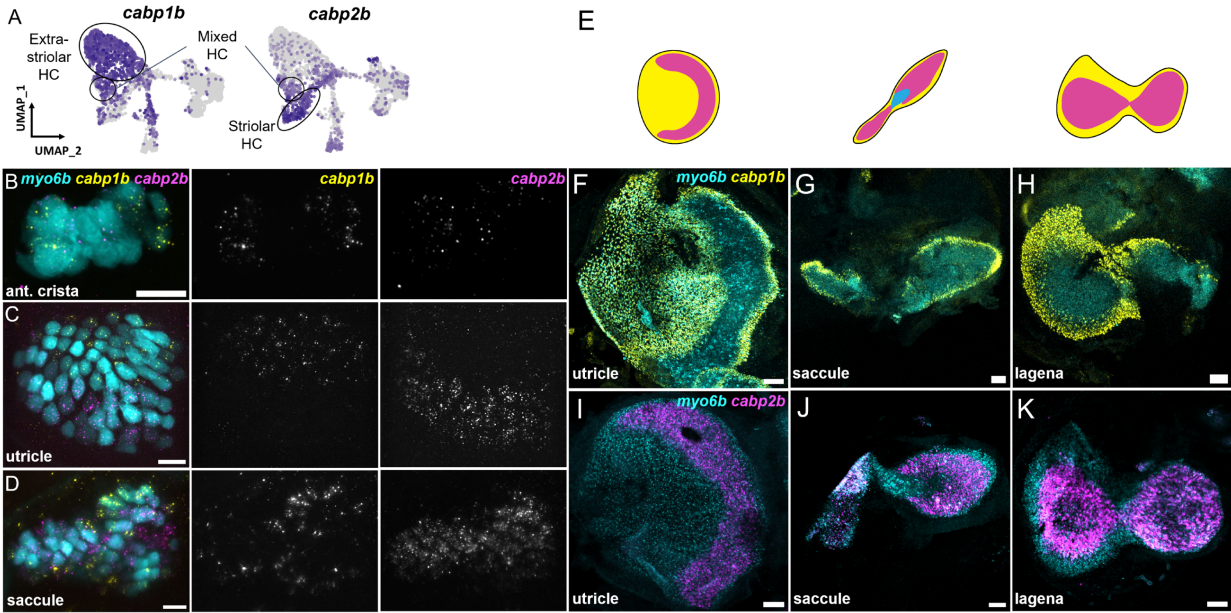 A
cabp1b
cabp2b
Extra-
striolar
HC
Mixed
HC
Striolar
HC
UMAP_1
UMAP_2
E
B
myo6b cabp1b cabp2b
cabp1b
cabp2b
ant. crista
C
utricle
D
saccule
F
myo6b cabp1b
utricle
G
saccule
H
lagena
I
myo6b cabp2b
utricle
J
saccule
K
lagena